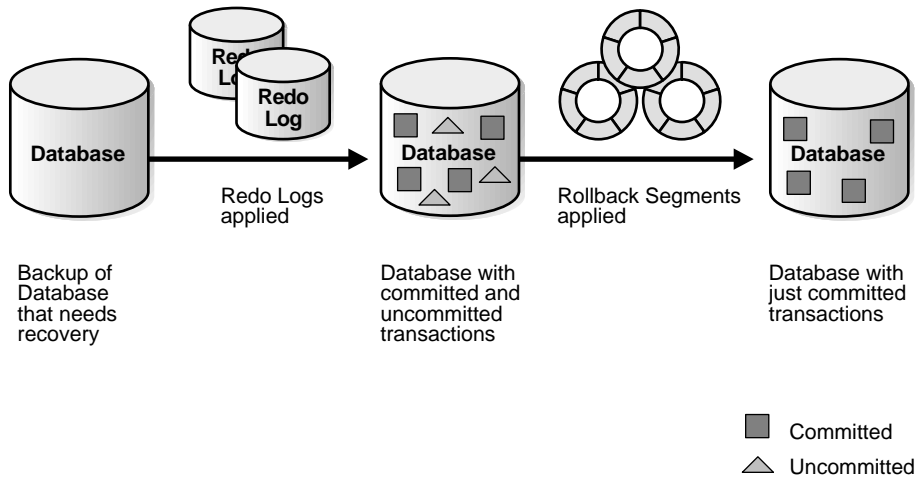 Redo
Log
Redo
Log
Database
Database
Database
Redo Logs
applied
Rollback Segments
applied
Backup of
Database
that needs
recovery
Database with
committed and
uncommitted
transactions
Database with
just committed
transactions
Committed
Uncommitted